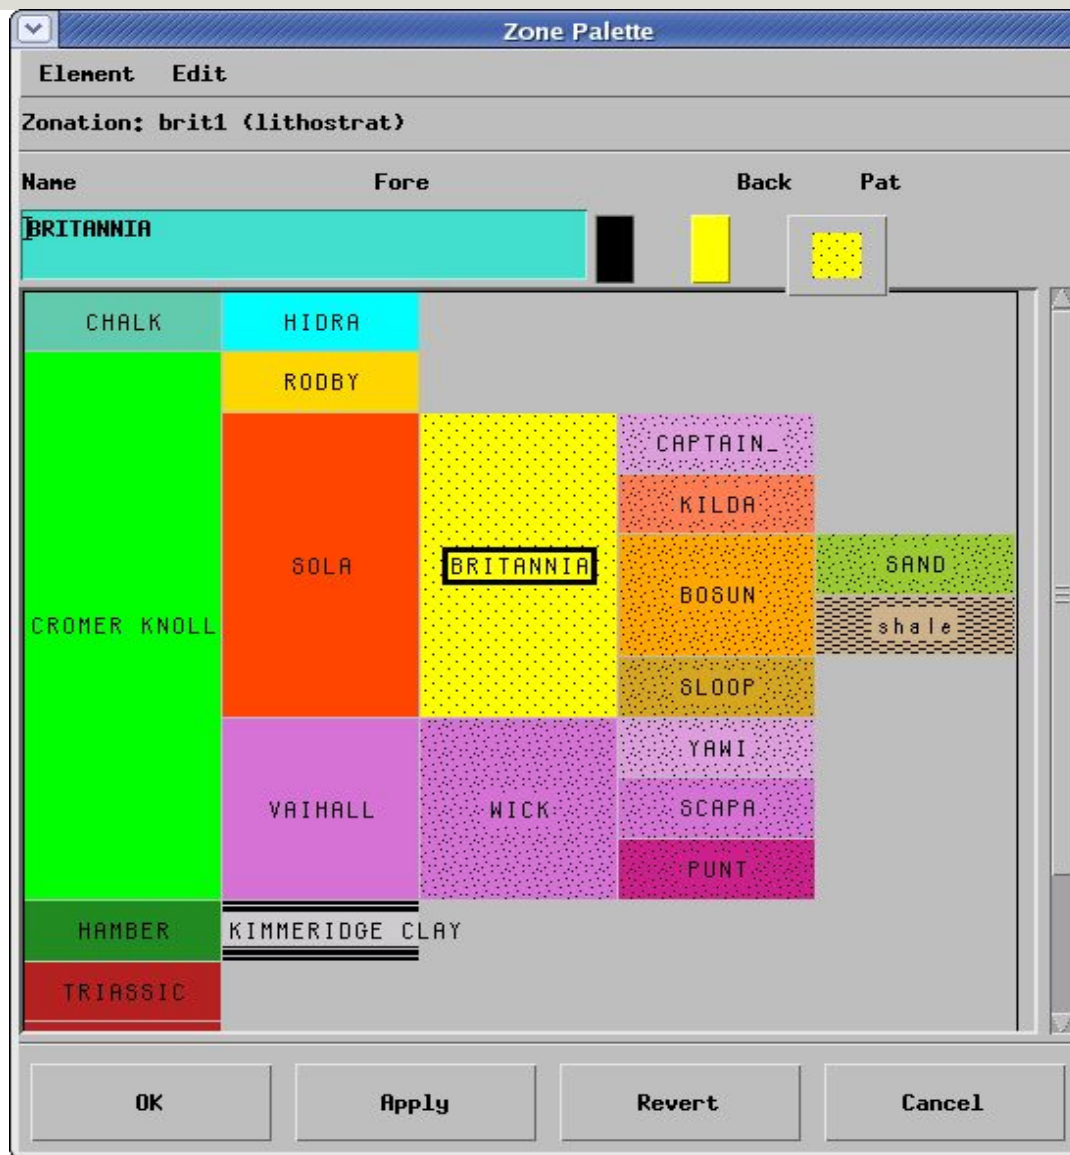 Zone Palette
Element Edit
Zonation: brit1 (lithostrat)
Name Fore Back Pat
BRITANNIA
CHALK HIDRA
RODBY
CAPTAIN_
KILDA
SOLA BRITANNIA SAND
BOSUN
CROMER KNOLL shale
SLOOP
YAWI
VAIHALL WICK SCAPA
PUNT
HAMBER KIMMERIDGE CLAY
TRIASSIC
OK Apply Revert Cancel